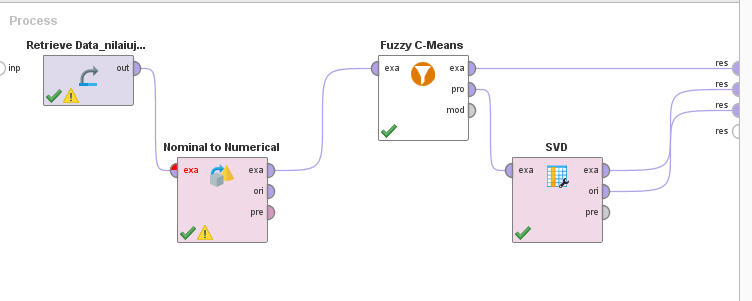 Process
Retrieve Data_nilaiuj...
inp
out
Fuzzy C-Means
exa
exa
pro
mod
res
res
res
res
Nominal to Numerical
exa
exa
ori
pre
SVD
exa
exa
ori
pre